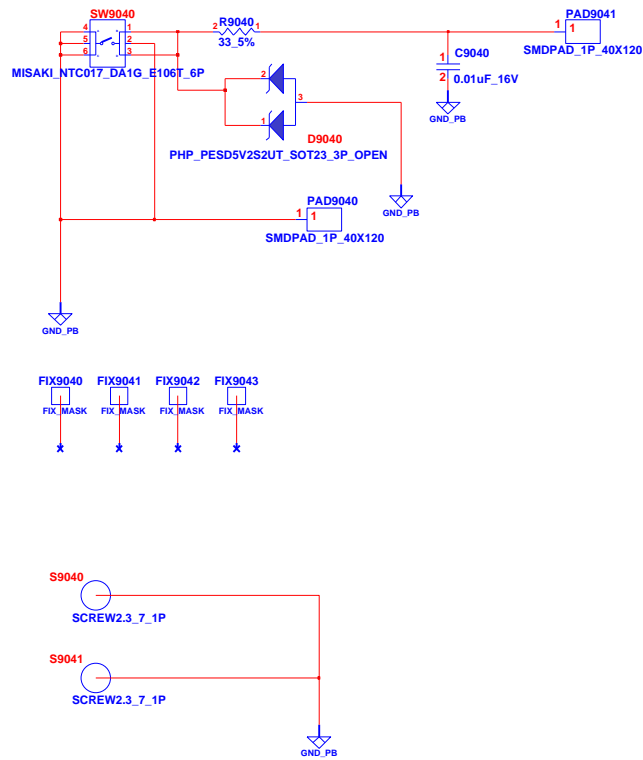 SW9040
4 1
5 2
6 3
MISAKI_NTC017_DA1G_E106T_6P
R9040
2 1
33_5%
PAD9041
1 1
SMDPAD_1P_40X120
C9040
1
2 0.01uF_16V
GND_PB
2
3
1
D9040
PHP_PESD5V2S2UT_SOT23_3P_OPEN
GND_PB
PAD9040
1 1
SMDPAD_1P_40X120
GND_PB
FIX9040 FIX9041 FIX9042 FIX9043
FIX_MASK FIX_MASK FIX_MASK FIX_MASK
S9040
SCREW2.3_7_1P
S9041
SCREW2.3_7_1P
GND_PB